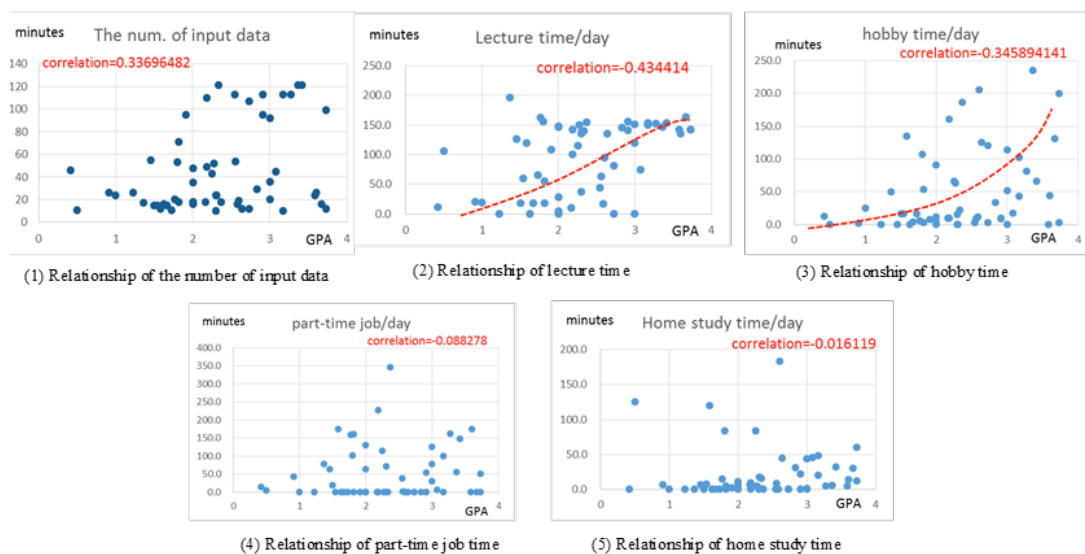 minutes
The num. of input data
correlation=0.33696482
140
120
100
80
60
40
20
0
0 1 2 3 4
GPA
(1) Relationship of the number of input data
minutes
Lecture time/day
correlation=-0.434414
250.0
200.0
150.0
100.0
50.0
0.0
0 1 2 3 4
GPA
(2) Relationship of lecture time
minutes
hobby time/day
correlation=-0.345894141
250.0
200.0
150.0
100.0
50.0
0.0
0 1 2 3 4
GPA
(3) Relationship of hobby time
minutes
part-time job/day
correlation=-0.088278
400.0
350.0
300.0
250.0
200.0
150.0
100.0
50.0
0.0
0 1 2 3 4
GPA
(4) Relationship of part-time job time
minutes
Home study time/day
correlation=-0.016119
200.0
150.0
100.0
50.0
0.0
0 1 2 3 4
GPA
(5) Relationship of home study time